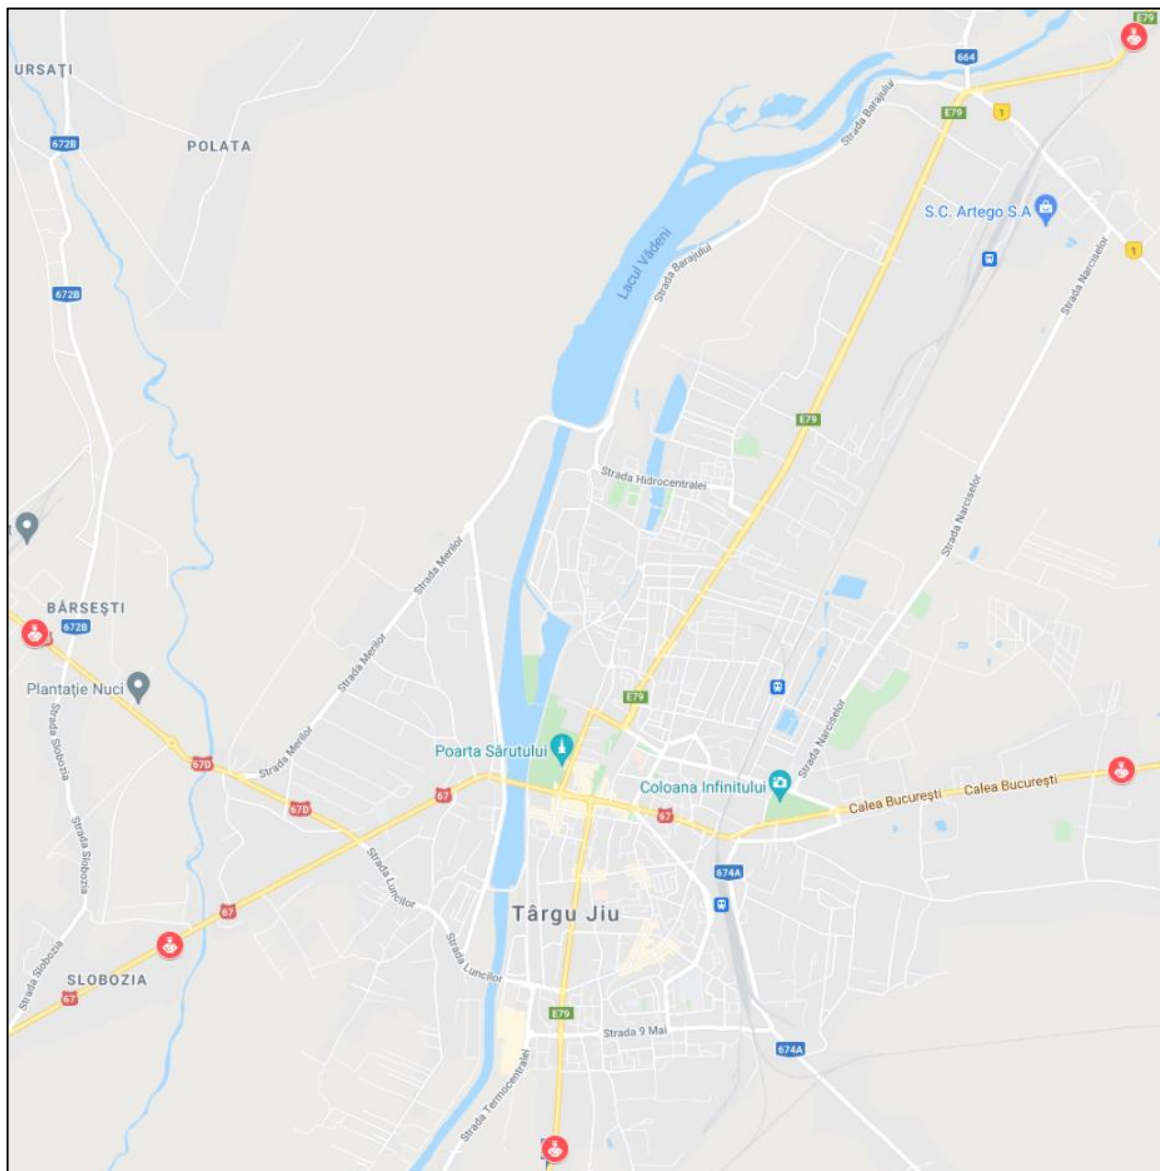 E79
664
URSAȚI
E79
1
672B
POLATA
Strada Barajului
S.C. Artego S.A
1
Lacul Vădeni
Strada Barajului
Strada Narciselor
672B
E79
Strada Hidrocentralei
Strada Narciselor
Strada Merilor
BÂRSEȘTI
672B
Strada Merilor
Plantație Nuci
E79
Strada Slobozia
Strada Merilor
Poarta Sărutului
Strada Narciselor
67D
Coloana Infinitului
Calea București
Calea București
67
67D
67
Strada Slobozia
Strada Luncilor
674A
67
Târgu Jiu
Strada Slobozia
Strada Luncilor
SLOBOZIA
67
E79
Strada 9 Mai
674A
Strada Termocentralei